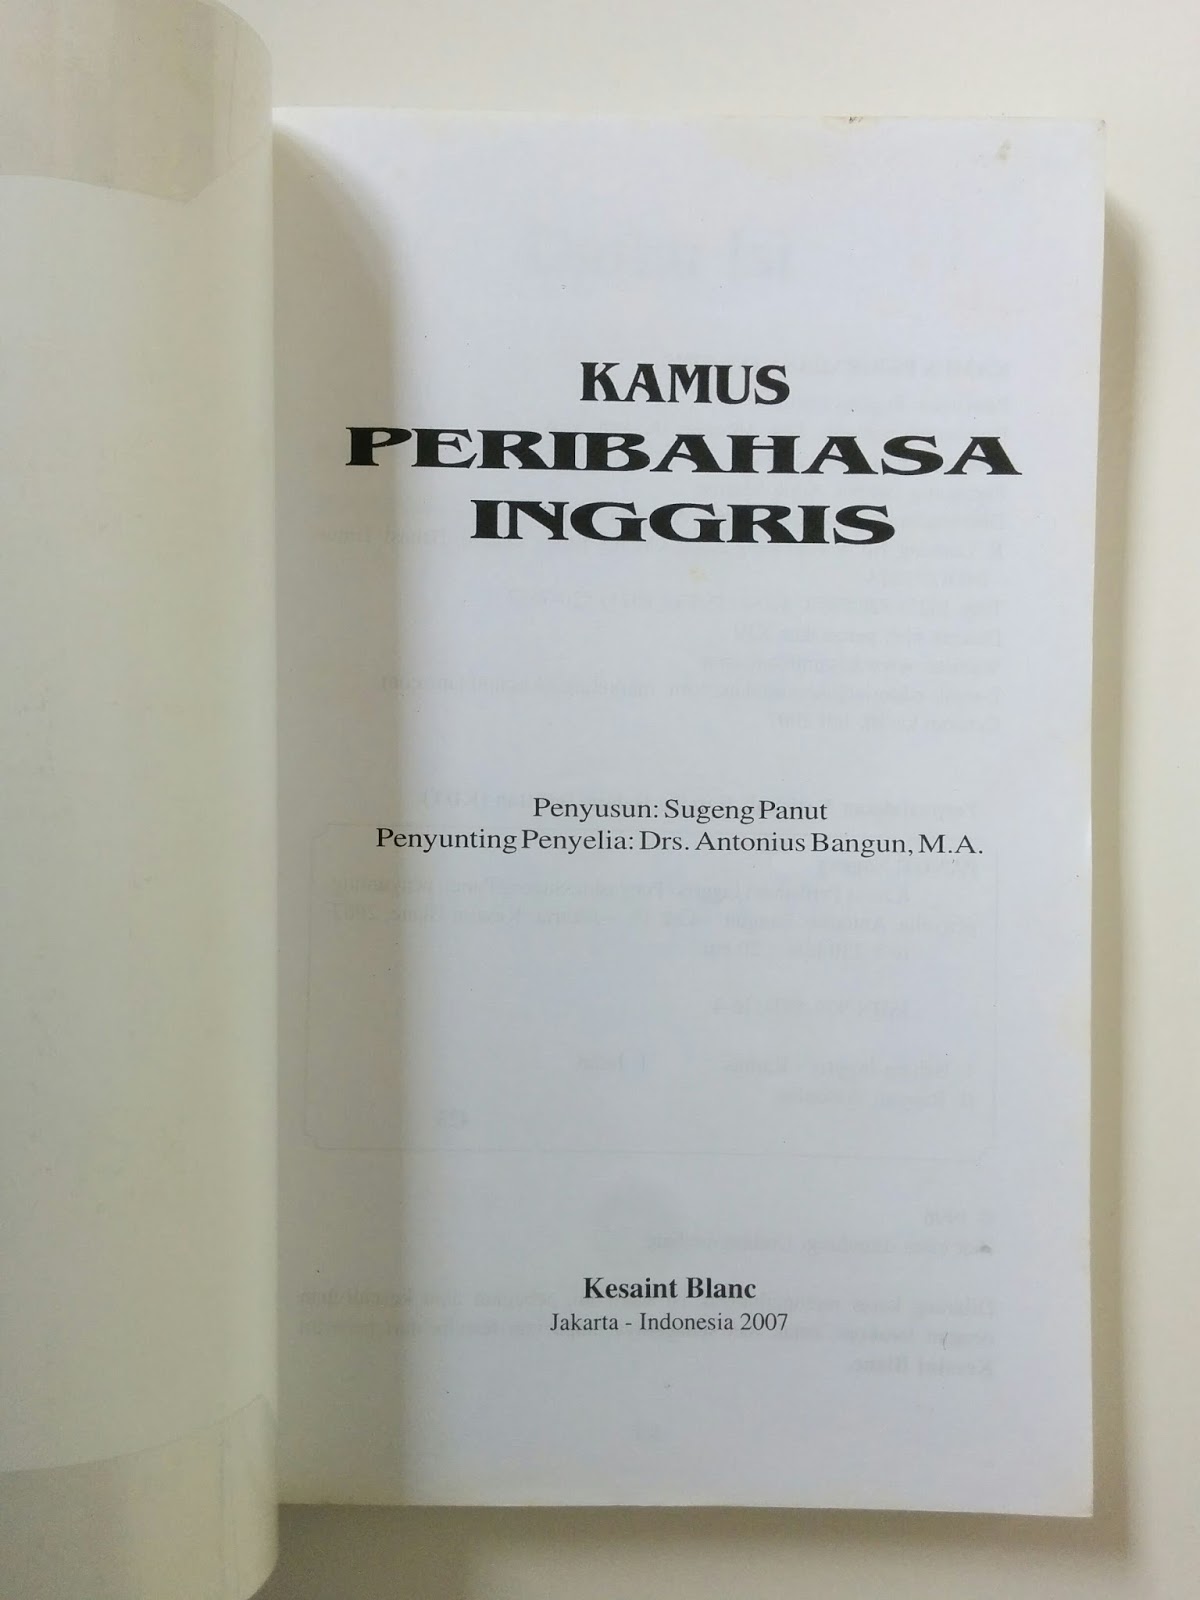 KAMUS
PERIBAHASA
INGGRIS
Penyusun: Sugeng Panut
Penyunting Penyelia: Drs. Antonius Bangun, M.A.
Kesaint Blanc
Jakarta - Indonesia 2007